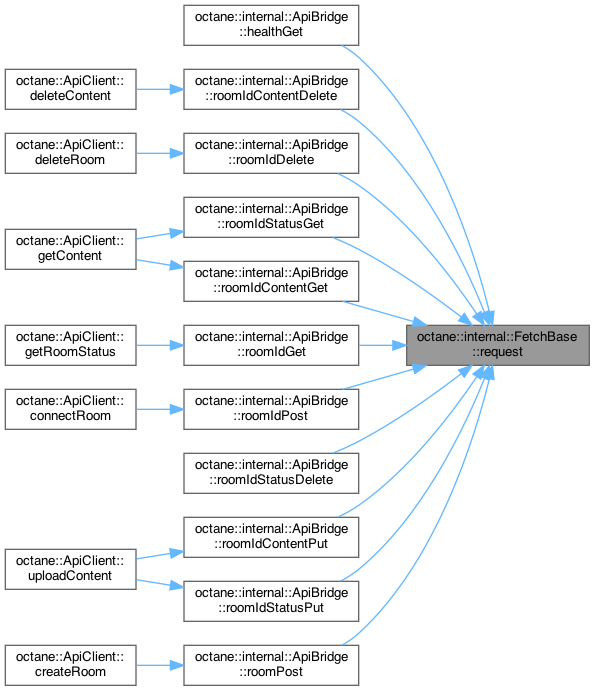 octane::internal::ApiBridge
::healthGet
octane::ApiClient::
deleteContent
octane::internal::ApiBridge
::roomIdContentDelete
octane::ApiClient::
deleteRoom
octane::internal::ApiBridge
::roomIdDelete
octane::ApiClient::
getContent
octane::internal::ApiBridge
::roomIdStatusGet
octane::internal::ApiBridge
::roomIdContentGet
octane::ApiClient::
getRoomStatus
octane::internal::ApiBridge
::roomIdGet
octane::internal::FetchBase
::request
octane::ApiClient::
connectRoom
octane::internal::ApiBridge
::roomIdPost
octane::internal::ApiBridge
::roomIdStatusDelete
octane::ApiClient::
uploadContent
octane::internal::ApiBridge
::roomIdContentPut
octane::internal::ApiBridge
::roomIdStatusPut
octane::ApiClient::
createRoom
octane::internal::ApiBridge
::roomPost